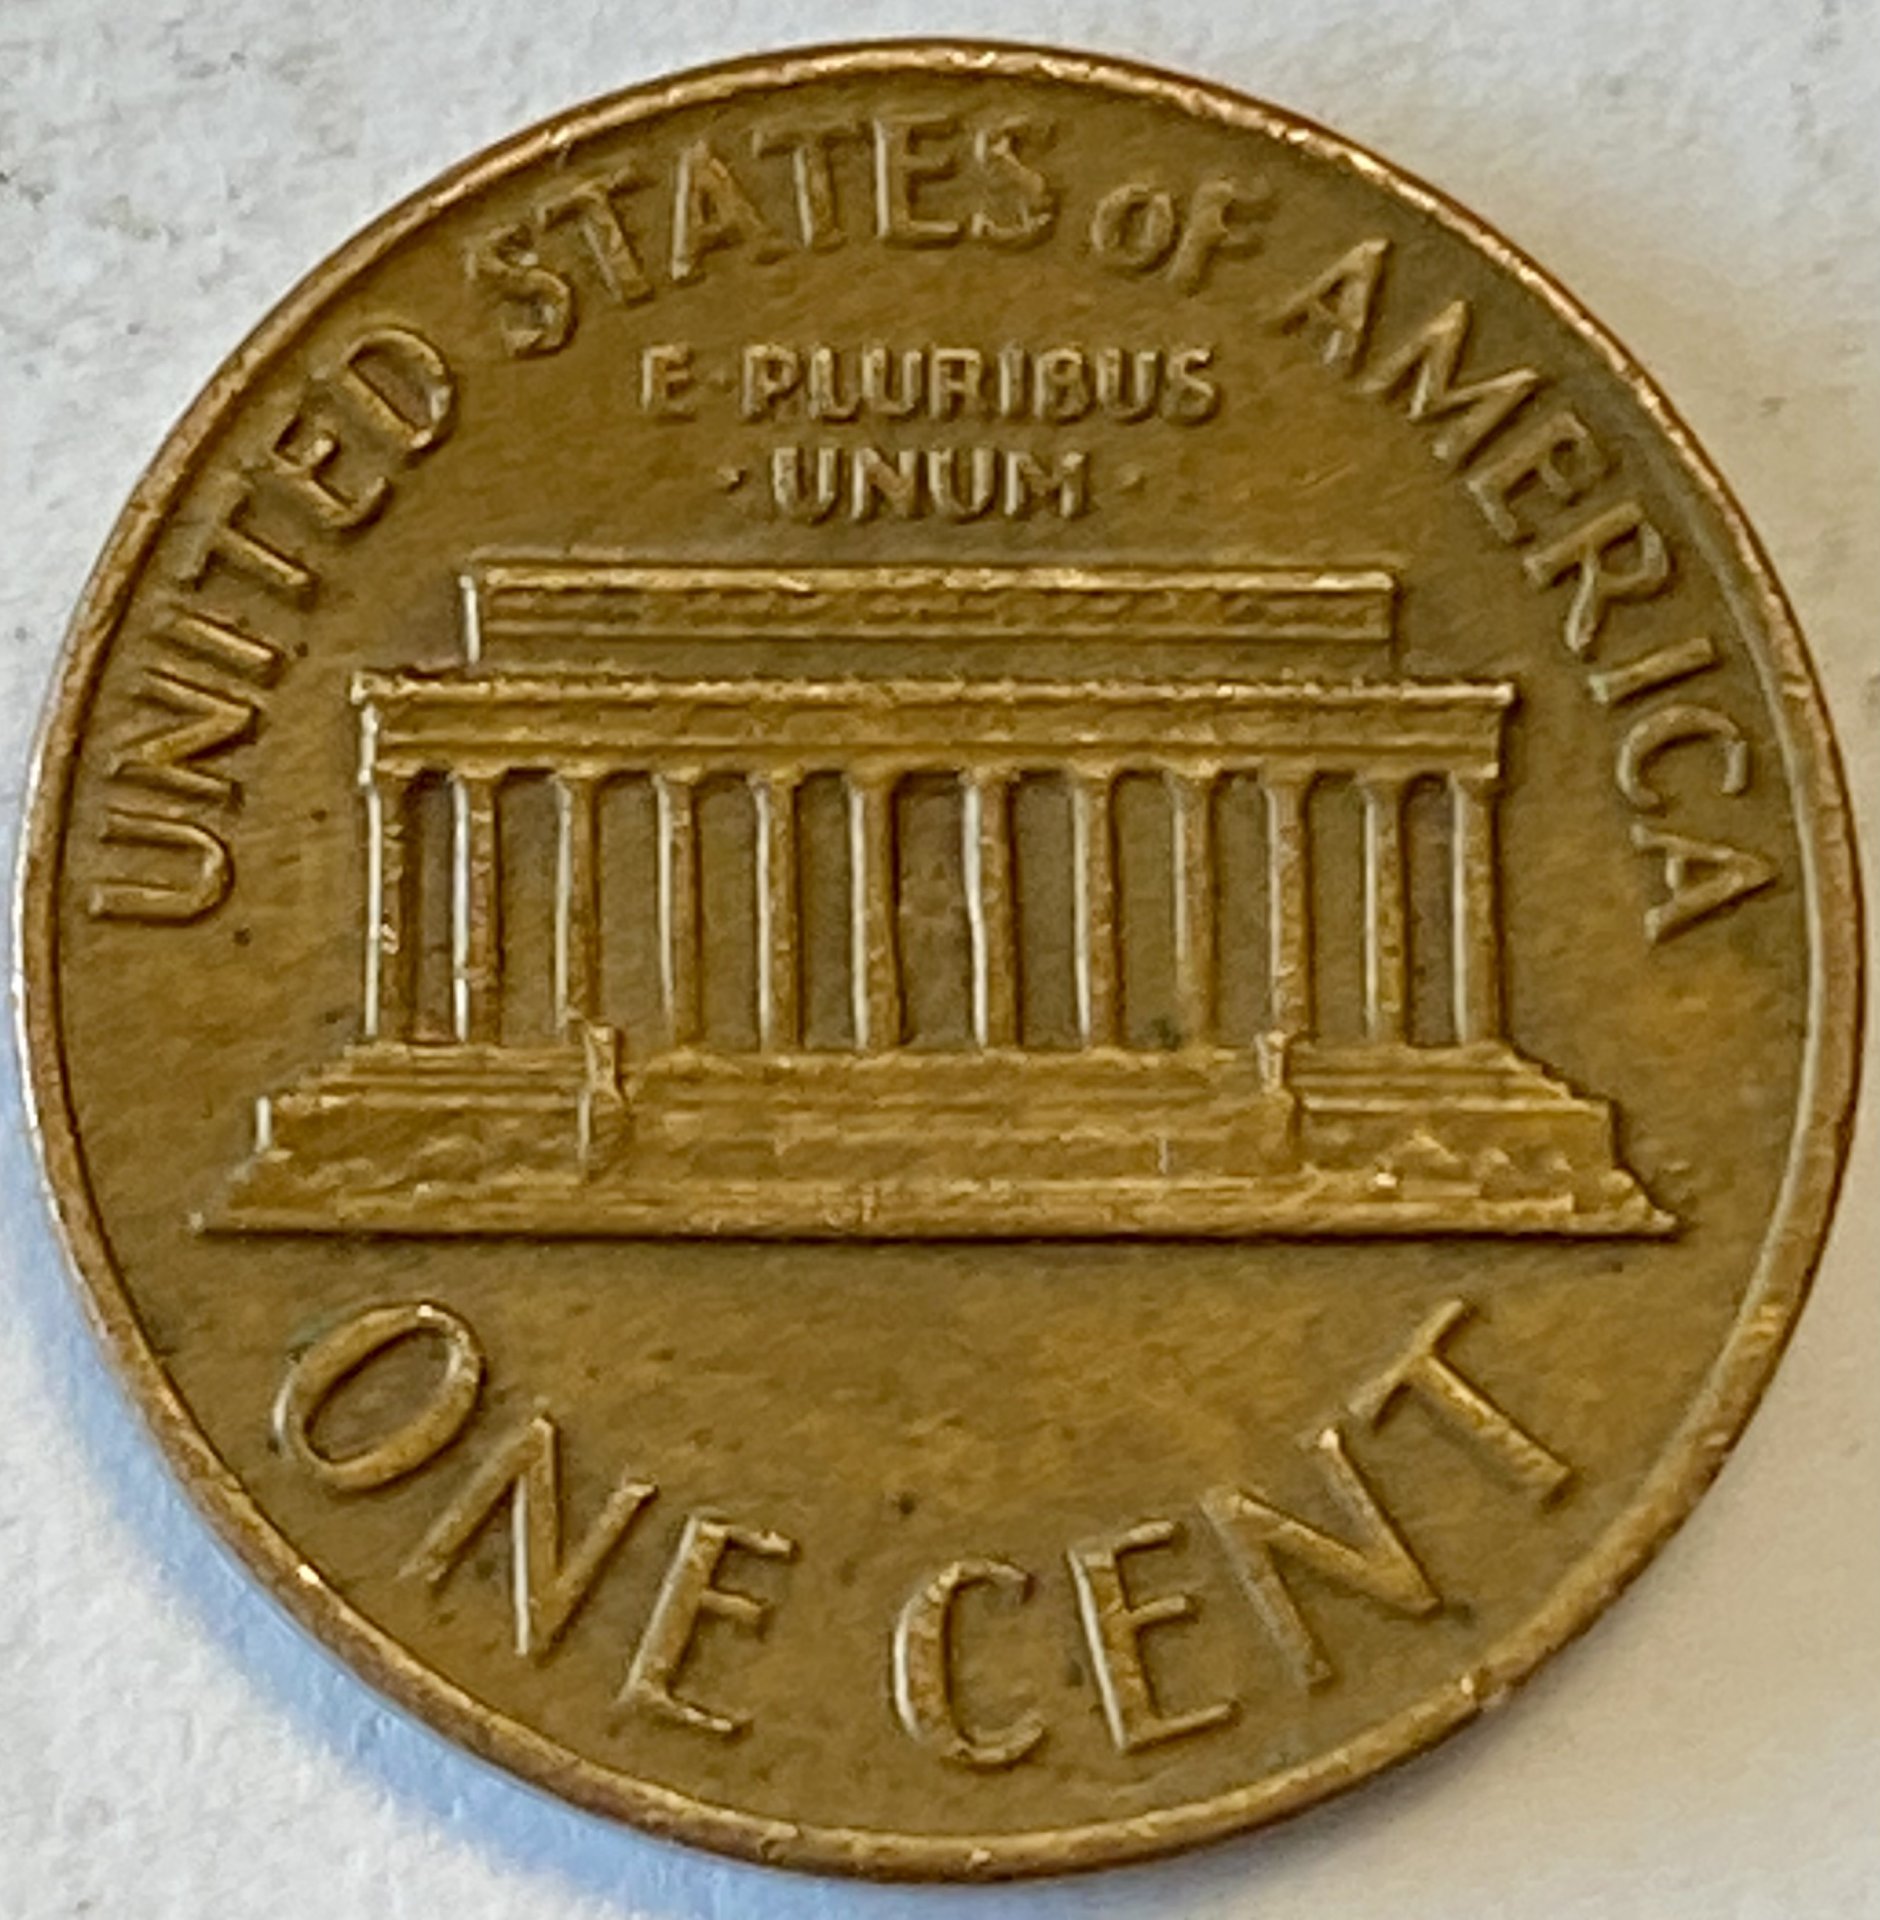 UNITED STATES OF AMERICA
E·PLURIBUS
·UNUM·
ONE CENT